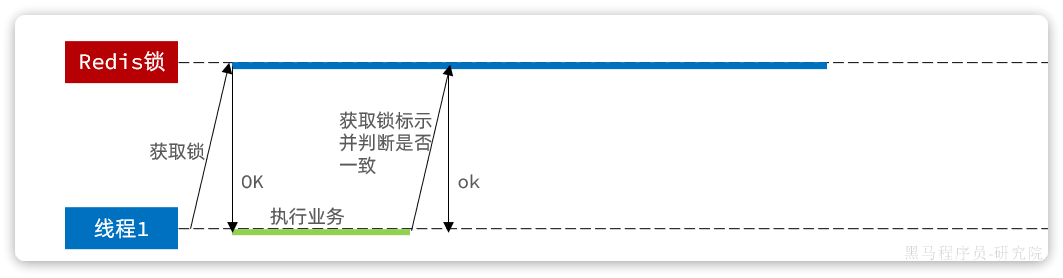 Redis锁
获取锁
OK
获取锁标示
并判断是否
一致
ok
执行业务
线程1
黑马程序员-研究院